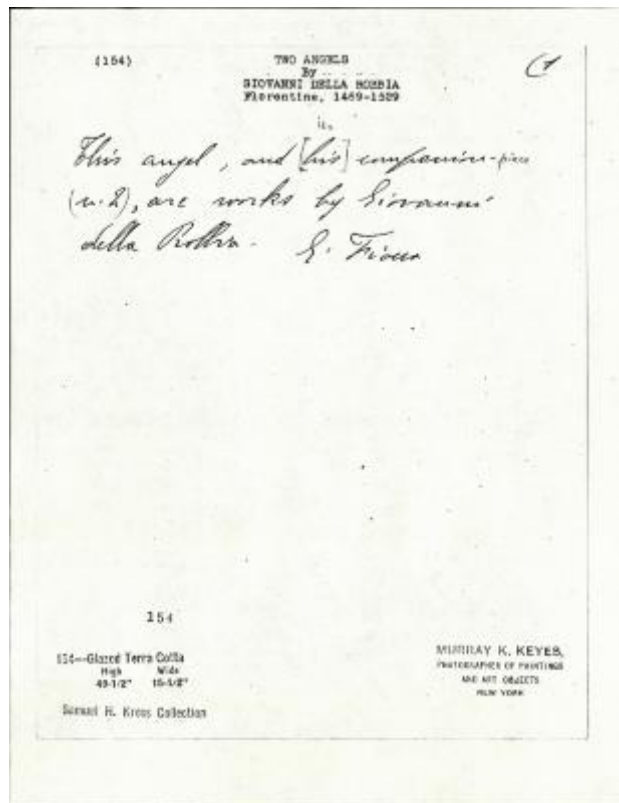 (154)
TWO ANGELS
By
GIOVANNI DELLA ROBBIA
Florentine, 1469-1529
(1
its
This angel, and [his] companion-piece
(n. 2), are works by Giovanni
della Robbia.
G. Fiocco
154
154--Glazed Terra Cotta
High Wide
49-1/2" 15-1/2"
Samuel H. Kress Collection
MURRAY K. KEYES,
PHOTOGRAPHER OF PAINTINGS
AND ART OBJECTS
NEW YORK